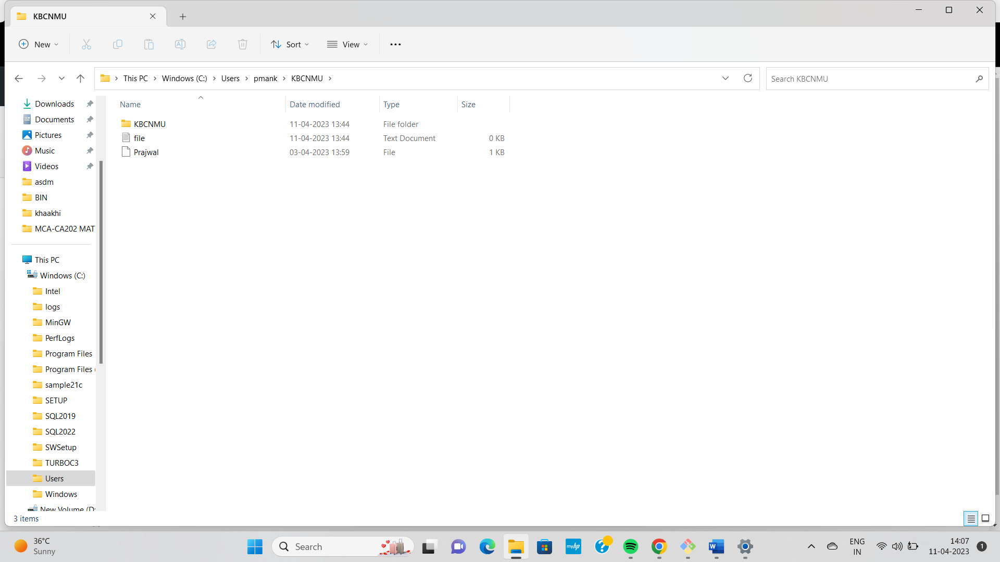 KBCNMU
New
Sort
View
This PC > Windows (C:) > Users > pmank > KBCNMU >
Search KBCNMU
Downloads
Documents
Pictures
Music
Videos
asdm
BIN
khaakhi
MCA-CA202 MAT
This PC
Windows (C:)
Intel
logs
MinGW
PerfLogs
Program Files
Program Files (
sample21c
SETUP
SQL2019
SQL2022
SWSetup
TURBOC3
Users
Windows
New Volume (D:
Name Date modified Type Size
KBCNMU 11-04-2023 13:44 File folder
file 11-04-2023 13:44 Text Document 0 KB
Prajwal 03-04-2023 13:59 File 1 KB
3 items
36°C
Sunny
Search
myhp
ENG
IN
14:07
11-04-2023
1